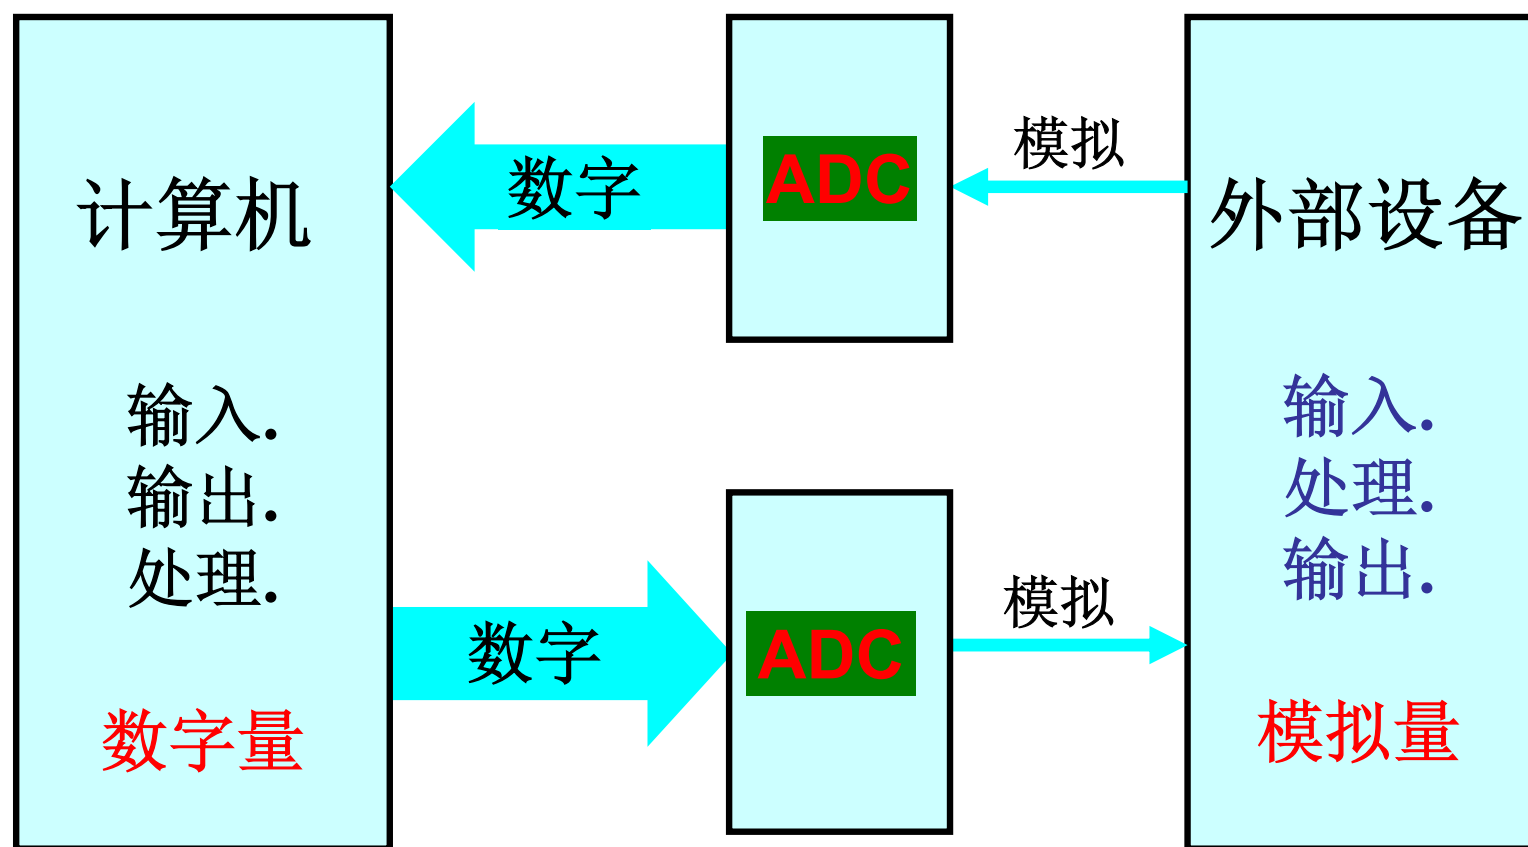 计算机
输入.
输出.
处理.
数字量
数字
ADC
模拟
数字
ADC
模拟
外部设备
输入.
处理.
输出.
模拟量